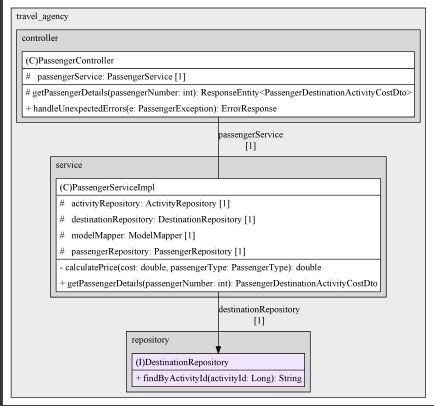 travel_agency
controller
(C)PassengerController
# passengerService: PassengerService [1]
# getPassengerDetails(passengerNumber: int): ResponseEntity<PassengerDestinationActivityCostDto>
+ handleUnexpectedErrors(e: PassengerException): ErrorResponse
passengerService
[1]
service
(C)PassengerServiceImpl
# activityRepository: ActivityRepository [1]
# destinationRepository: DestinationRepository [1]
# modelMapper: ModelMapper [1]
# passengerRepository: PassengerRepository [1]
- calculatePrice(cost: double, passengerType: PassengerType): double
+ getPassengerDetails(passengerNumber: int): PassengerDestinationActivityCostDto
destinationRepository
[1]
repository
(I)DestinationRepository
+ findByActivityId(activityId: Long): String